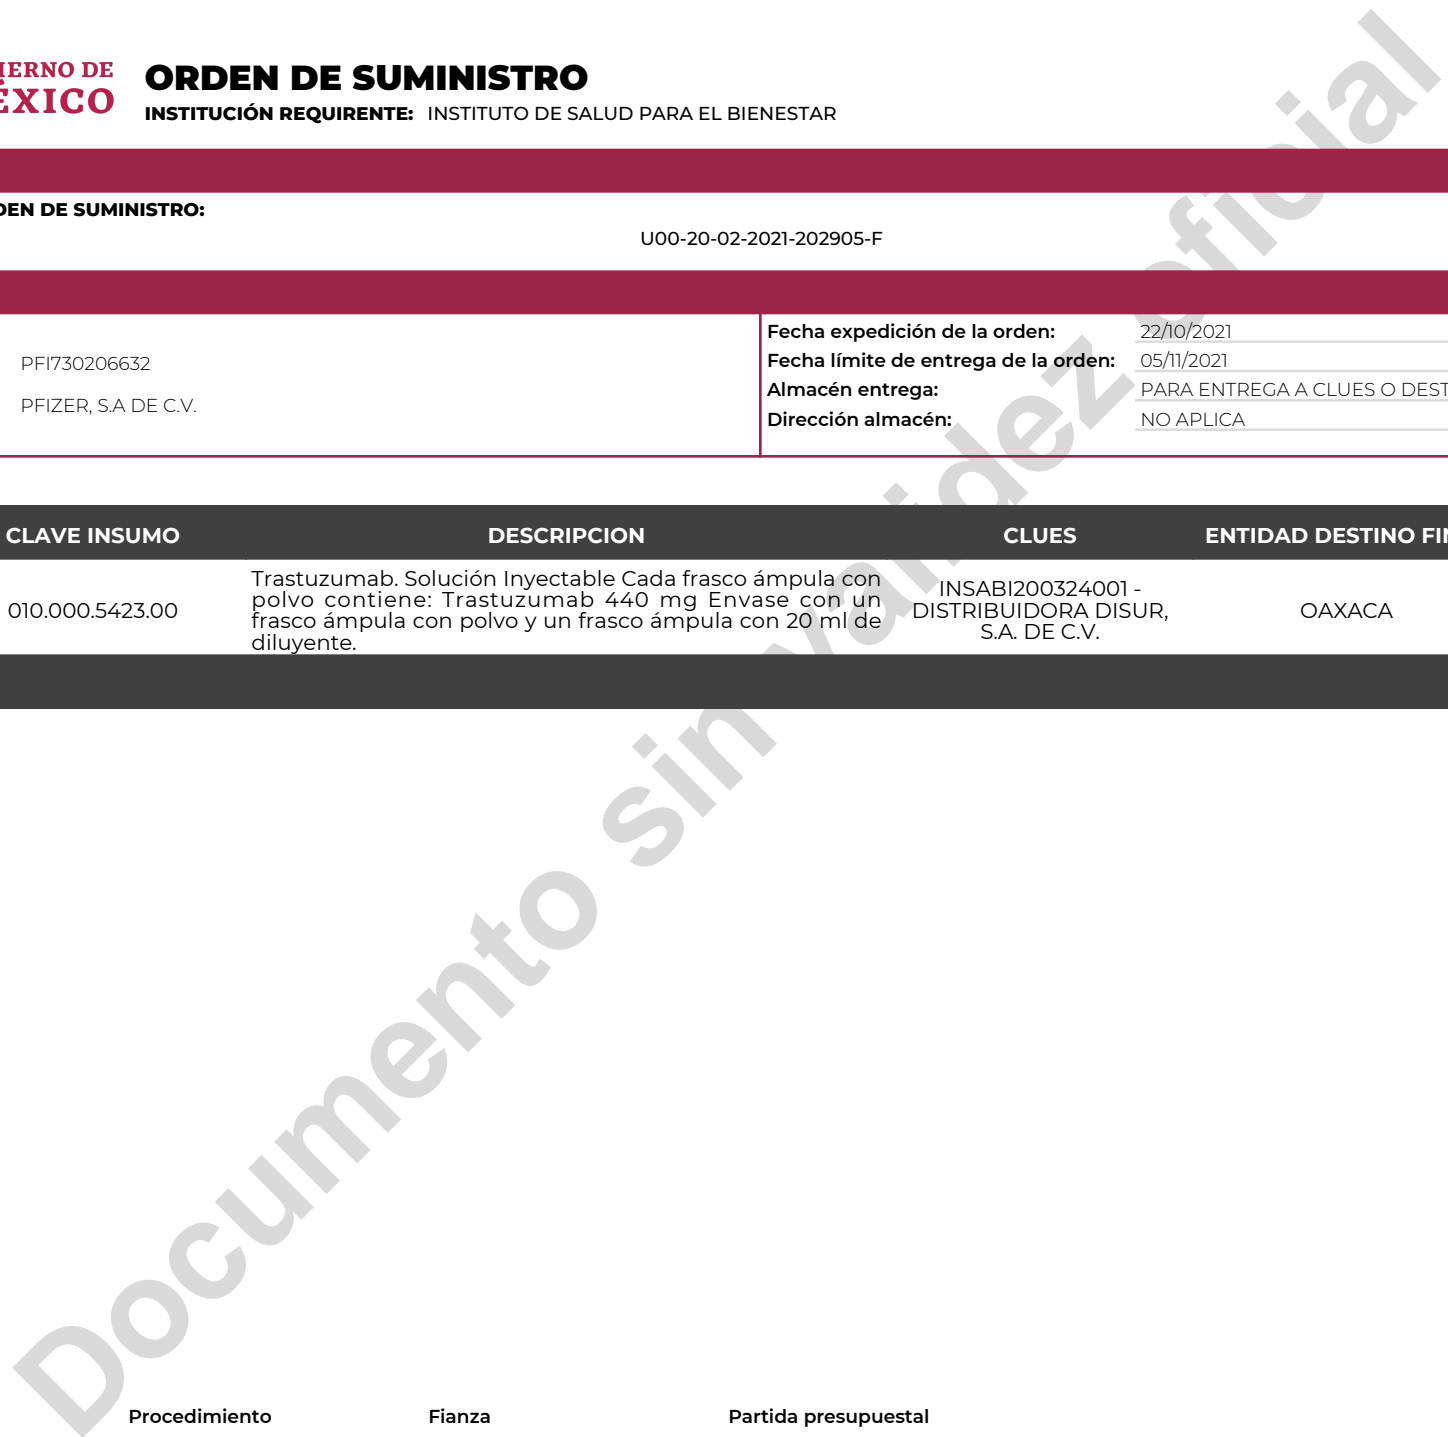 IERNO DE
ÉXICO
ORDEN DE SUMINISTRO
INSTITUCIÓN REQUIRENTE: INSTITUTO DE SALUD PARA EL BIENESTAR
DEN DE SUMINISTRO:
U00-20-02-2021-202905-F
PFI730206632
PFIZER, S.A DE C.V.
Fecha expedición de la orden: 22/10/2021
Fecha límite de entrega de la orden: 05/11/2021
Almacén entrega: PARA ENTREGA A CLUES O DEST
Dirección almacén: NO APLICA
CLAVE INSUMO DESCRIPCION CLUES ENTIDAD DESTINO FIN
010.000.5423.00
Trastuzumab. Solución Inyectable Cada frasco ámpula con
polvo contiene: Trastuzumab 440 mg Envase con un
frasco ámpula con polvo y un frasco ámpula con 20 ml de
diluyente.
INSABI200324001 -
DISTRIBUIDORA DISUR,
S.A. DE C.V.
OAXACA
Documento sin validez oficial
Procedimiento Fianza Partida presupuestal